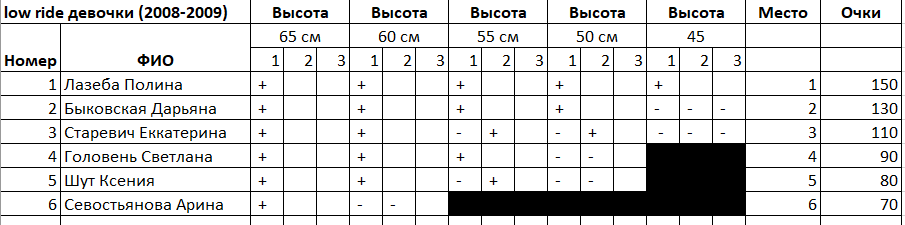 low ride девочки (2008-2009) Высота Высота Высота Высота Высота Место Очки
65 см 60 см 55 см 50 см 45
Номер ФИО 1 2 3 1 2 3 1 2 3 1 2 3 1 2 3
1 Лазеба Полина + + + + + 1 150
2 Быковская Дарьяна + + + + - - - 2 130
3 Старевич Еккатерина + + - + - + - - - 3 110
4 Головень Светлана + + + - - 4 90
5 Шут Ксения + + - + - - 5 80
6 Севостьянова Арина + - - 6 70